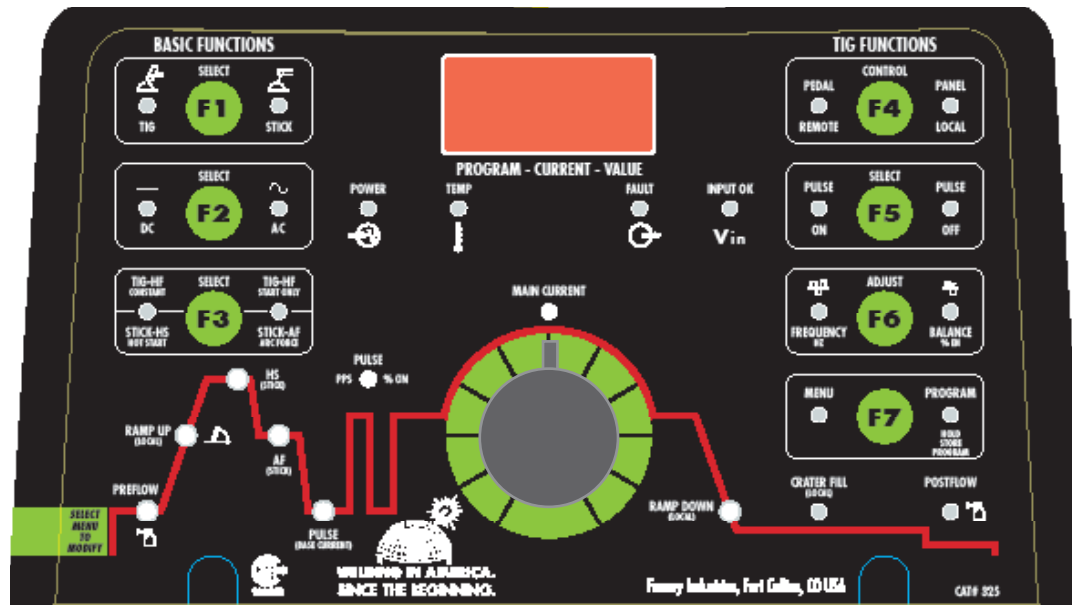 BASIC FUNCTIONS
TIG FUNCTIONS
SELECT
F1
TIG
STICK
SELECT
F2
DC
AC
TIG-HF
CONSTANT
SELECT
F3
TIG-HF
START ONLY
STICK-HS
HOT START
STICK-AF
ARC FORCE
PROGRAM - CURRENT - VALUE
POWER
TEMP
FAULT
INPUT OK
Vin
CONTROL
PEDAL
F4
PANEL
REMOTE
LOCAL
SELECT
PULSE
F5
PULSE
ON
OFF
ADJUST
F6
FREQUENCY
HZ
BALANCE
% EN
MENU
F7
PROGRAM
HOLD
STORE
PROGRAM
MAIN CURRENT
PULSE
PPS
% ON
HS
(STICK)
RAMP UP
(LOCAL)
AF
(STICK)
PREFLOW
PULSE
(BASE CURRENT)
SELECT
MENU
TO
MODIFY
RAMP DOWN
(LOCAL)
CRATER FILL
(LOCAL)
POSTFLOW
WELDING IN AMERICA.
SINCE THE BEGINNING.
Industries, Fort Collins, CO USA
CAT# 325